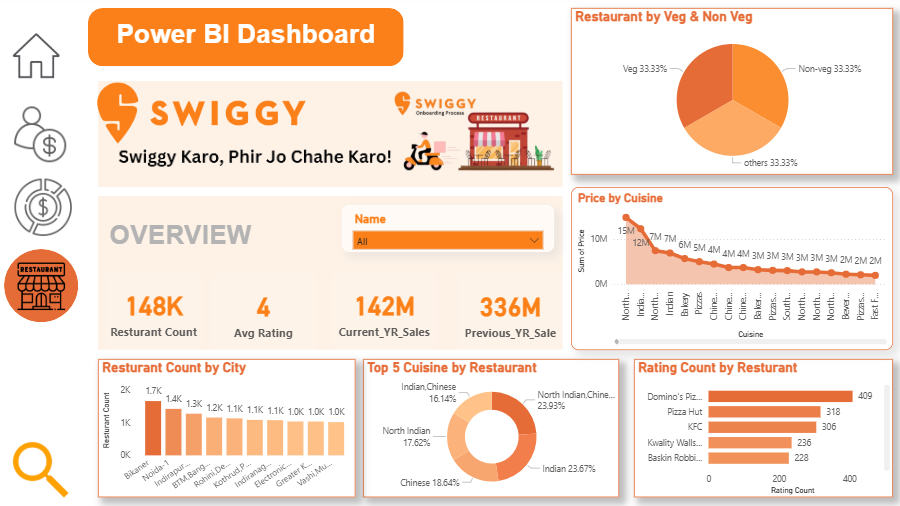 Power BI Dashboard
SWIGGY
Swiggy Karo, Phir Jo Chahe Karo!
SWIGGY
Onboarding Process
RESTAURANT
RESTAURANT
OVERVIEW
Name
All
148K
Resturant Count
4
Avg Rating
142M
Current_YR_Sales
336M
Previous_YR_Sale
Restaurant by Veg & Non Veg
Veg 33.33%
Non-veg 33.33%
others 33.33%
Price by Cuisine
Sum of Price
10M
0M
15M
12M
7M
7M
6M
5M
4M
4M
4M
3M
3M
3M
3M
3M
3M
2M
2M
North...
India...
North...
Indian
Bakery
Pizzas
Chine...
Chine...
Chine...
Baker...
Pizzas...
South...
North...
North...
North...
Bever...
Pizzas...
Fast F...
Cuisine
Resturant Count by City
Resturant Count
2K
1K
0K
1.7K
1.4K
1.3K
1.2K
1.1K
1.1K
1.1K
1.0K
1.0K
1.0K
Bikaner
Noida-1
Indirapur...
BTM,Bang...
Rohini,De...
Kothrud,P...
Indiranag...
Electronic...
Greater K...
Vashi,Mu...
Top 5 Cuisine by Restaurant
Indian,Chinese
16.14%
North Indian,Chine...
23.93%
North Indian
17.62%
Chinese 18.64%
Indian 23.67%
Rating Count by Resturant
Domino's Piz...
409
Pizza Hut
318
KFC
306
Kwality Walls...
236
Baskin Robbi...
228
0
200
400
Rating Count